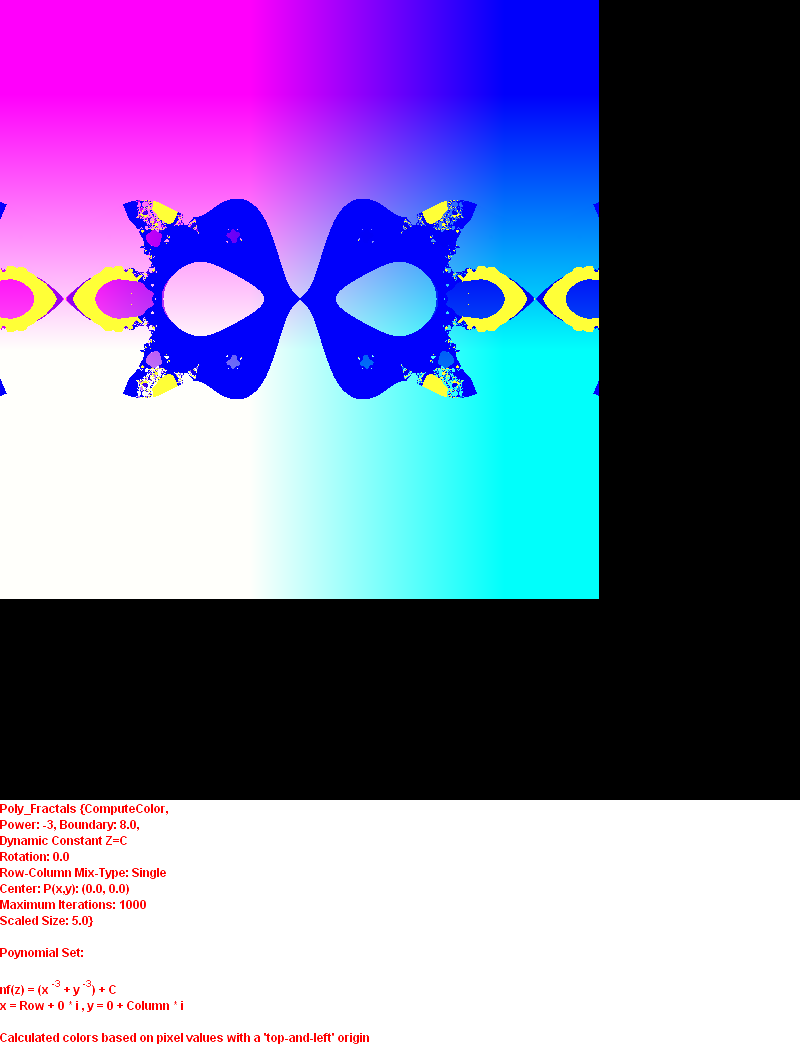 Poly_Fractals {ComputeColor,
Power: -3, Boundary: 8.0,
Dynamic Constant Z=C
Rotation: 0.0
Row-Column Mix-Type: Single
Center: P(x,y): (0.0, 0.0)
Maximum Iterations: 1000
Scaled Size: 5.0}
Poynomial Set:
nf(z) = (x -3 + y -3) + C
x = Row + 0 * i , y = 0 + Column * i
Calculated colors based on pixel values with a 'top-and-left' origin